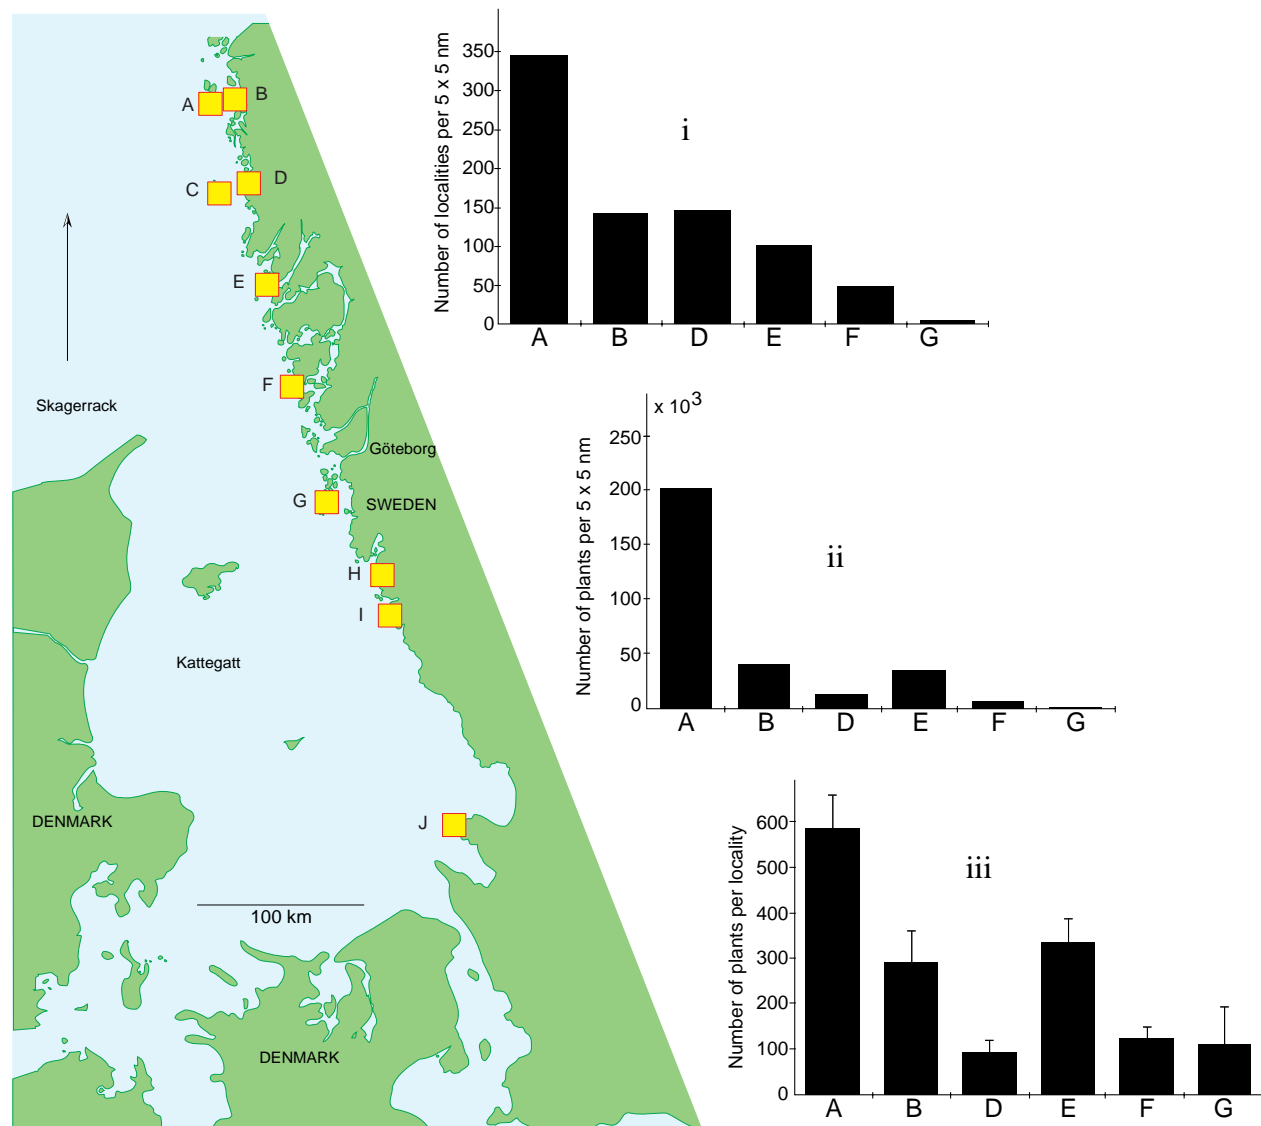 A
B
C
D
E
F
G
H
I
J
Skagerrack
Göteborg
SWEDEN
Kattegatt
DENMARK
100 km
DENMARK
Number of localities per 5 x 5 nm
350
300
250
200
150
100
50
0
i
A B D E F G
Number of plants per 5 x 5 nm
x 10³
250
200
150
100
50
0
ii
A B D E F G
Number of plants per locality
600
500
400
300
200
100
0
iii
A B D E F G